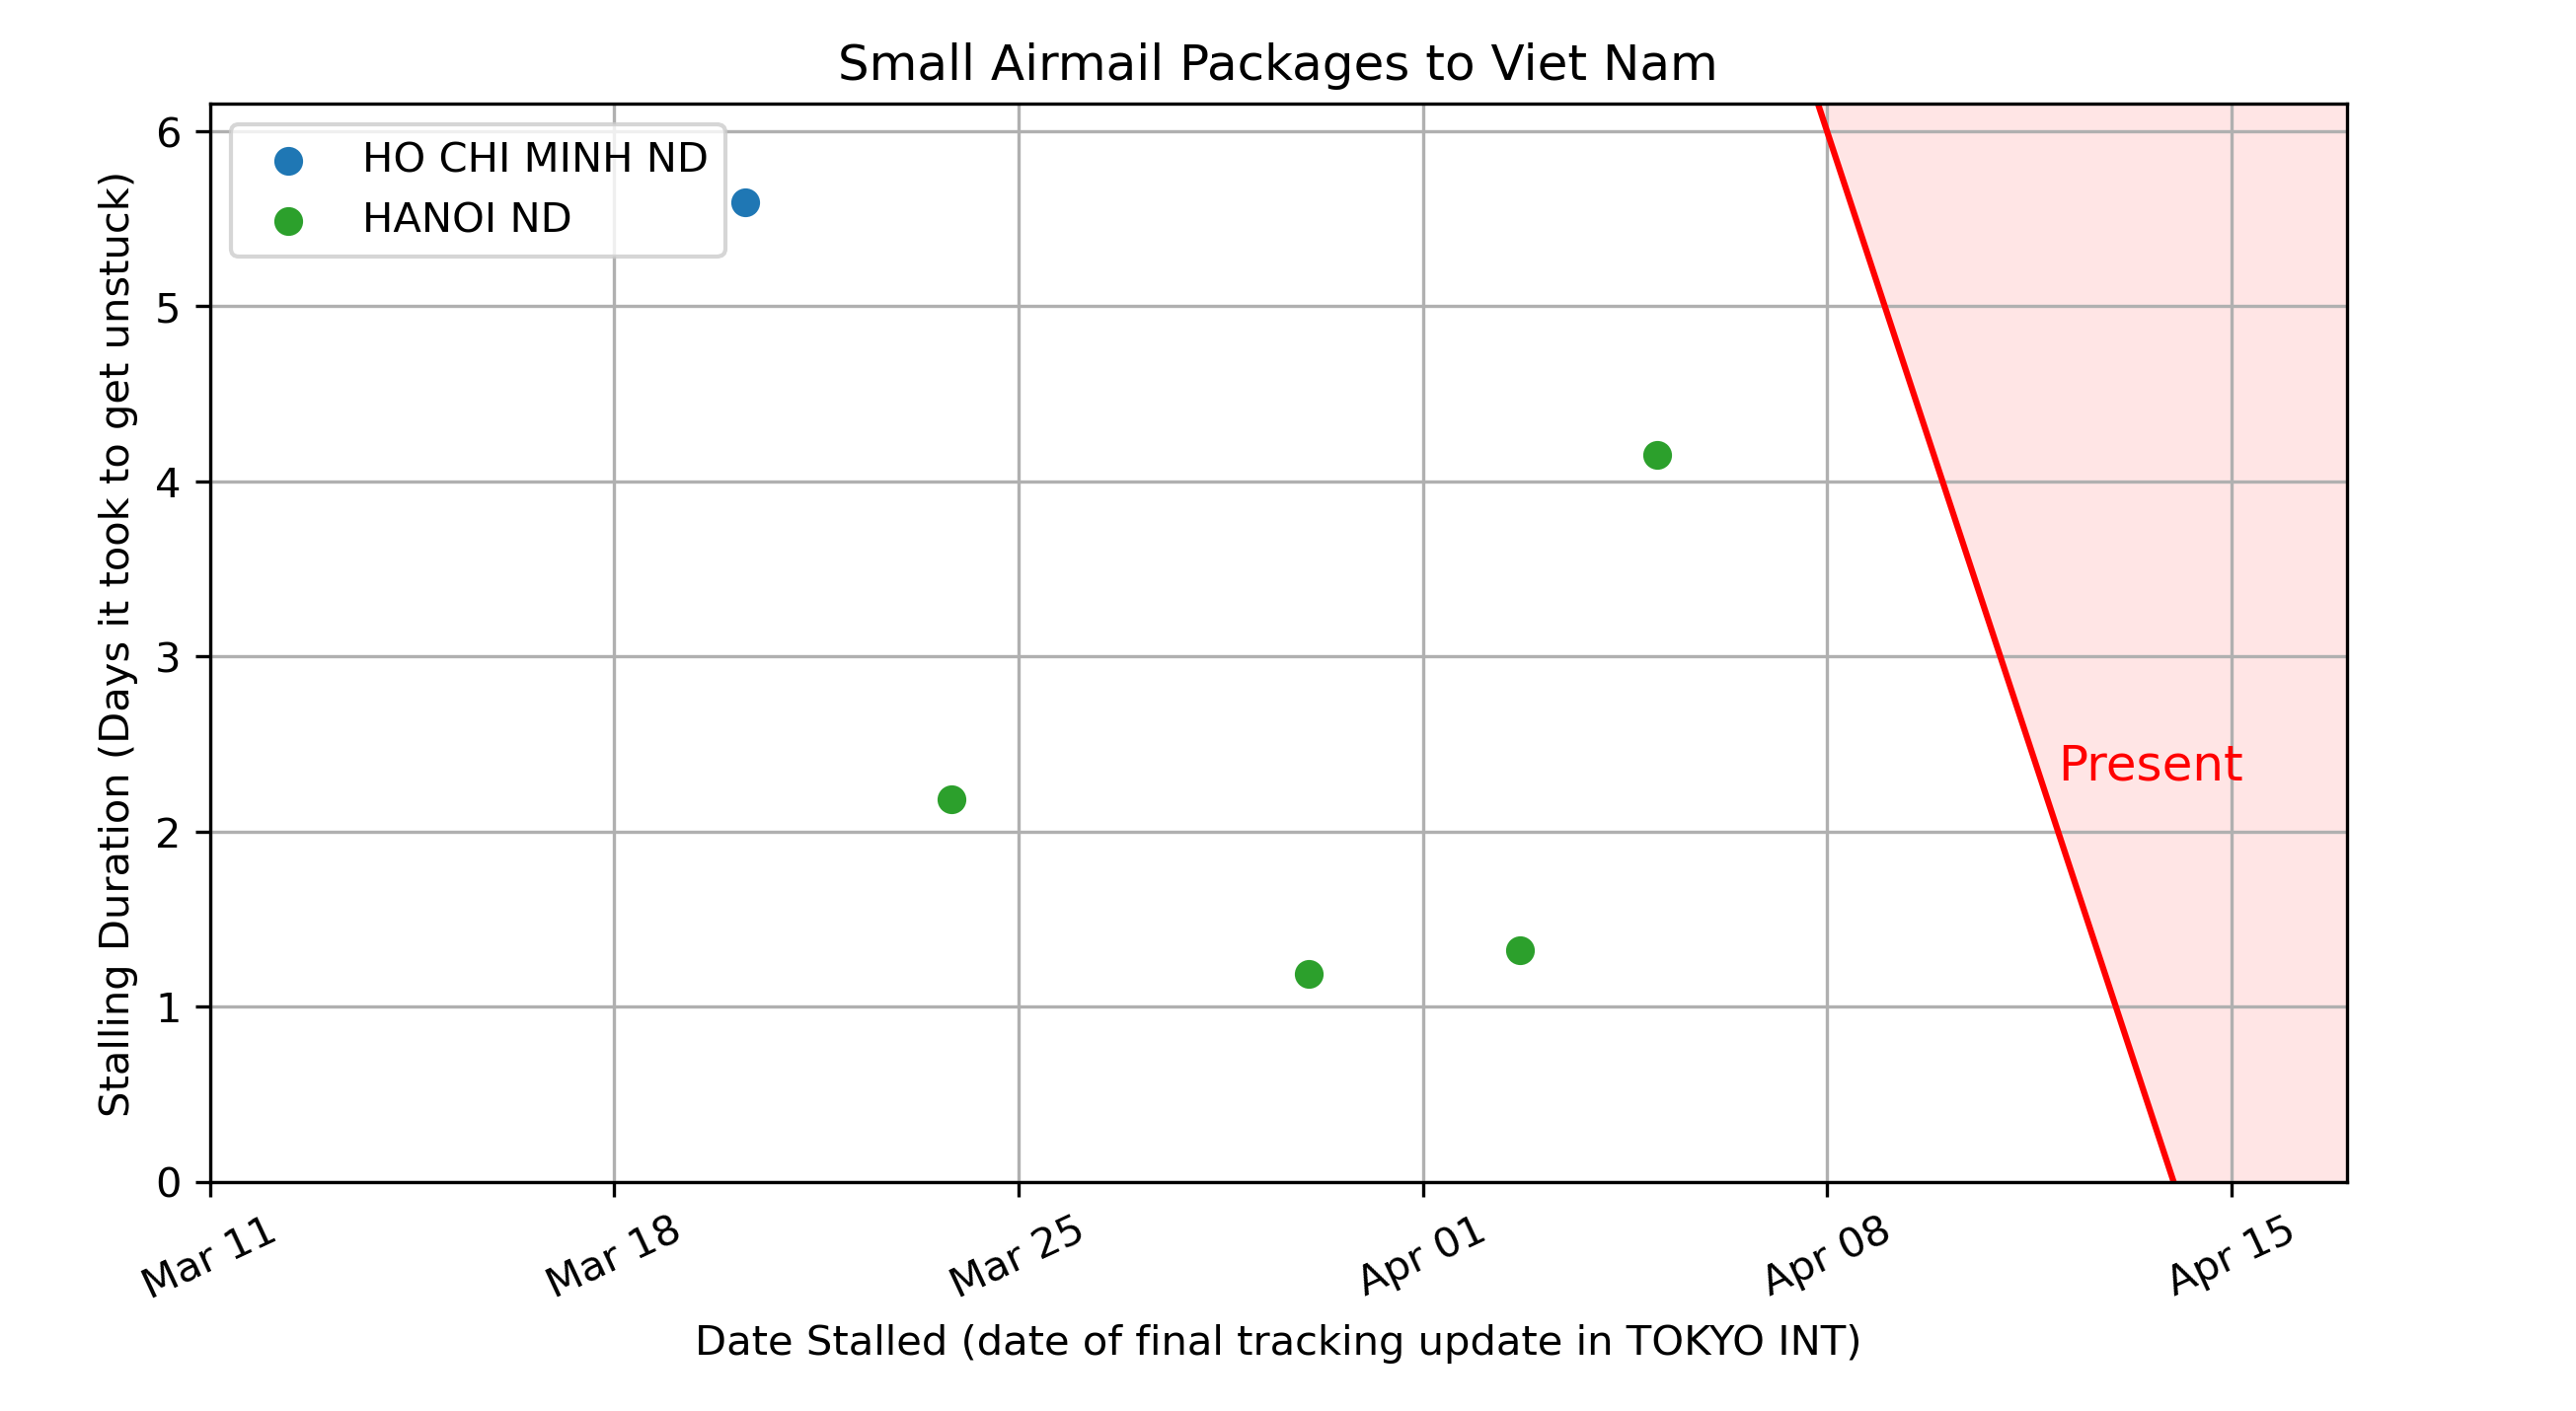 Small Airmail Packages to Viet Nam
HO CHI MINH ND
HANOI ND
Stalling Duration (Days it took to get unstuck)
6
5
4
3
2
1
0
Present
Mar 11
Mar 18
Mar 25
Apr 01
Apr 08
Apr 15
Date Stalled (date of final tracking update in TOKYO INT)